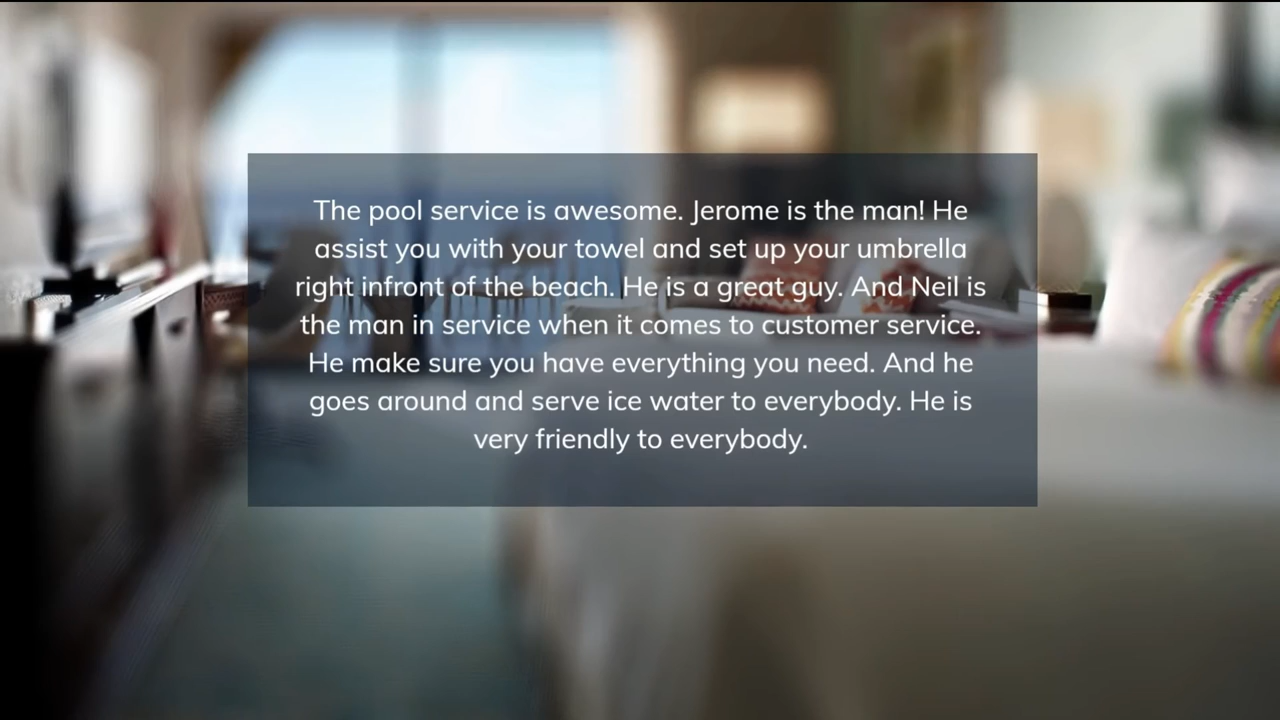 The pool service is awesome. Jerome is the man! He
assist you with your towel and set up your umbrella
right infront of the beach. He is a great guy. And Neil is
the man in service when it comes to customer service.
He make sure you have everything you need. And he
goes around and serve ice water to everybody. He is
very friendly to everybody.